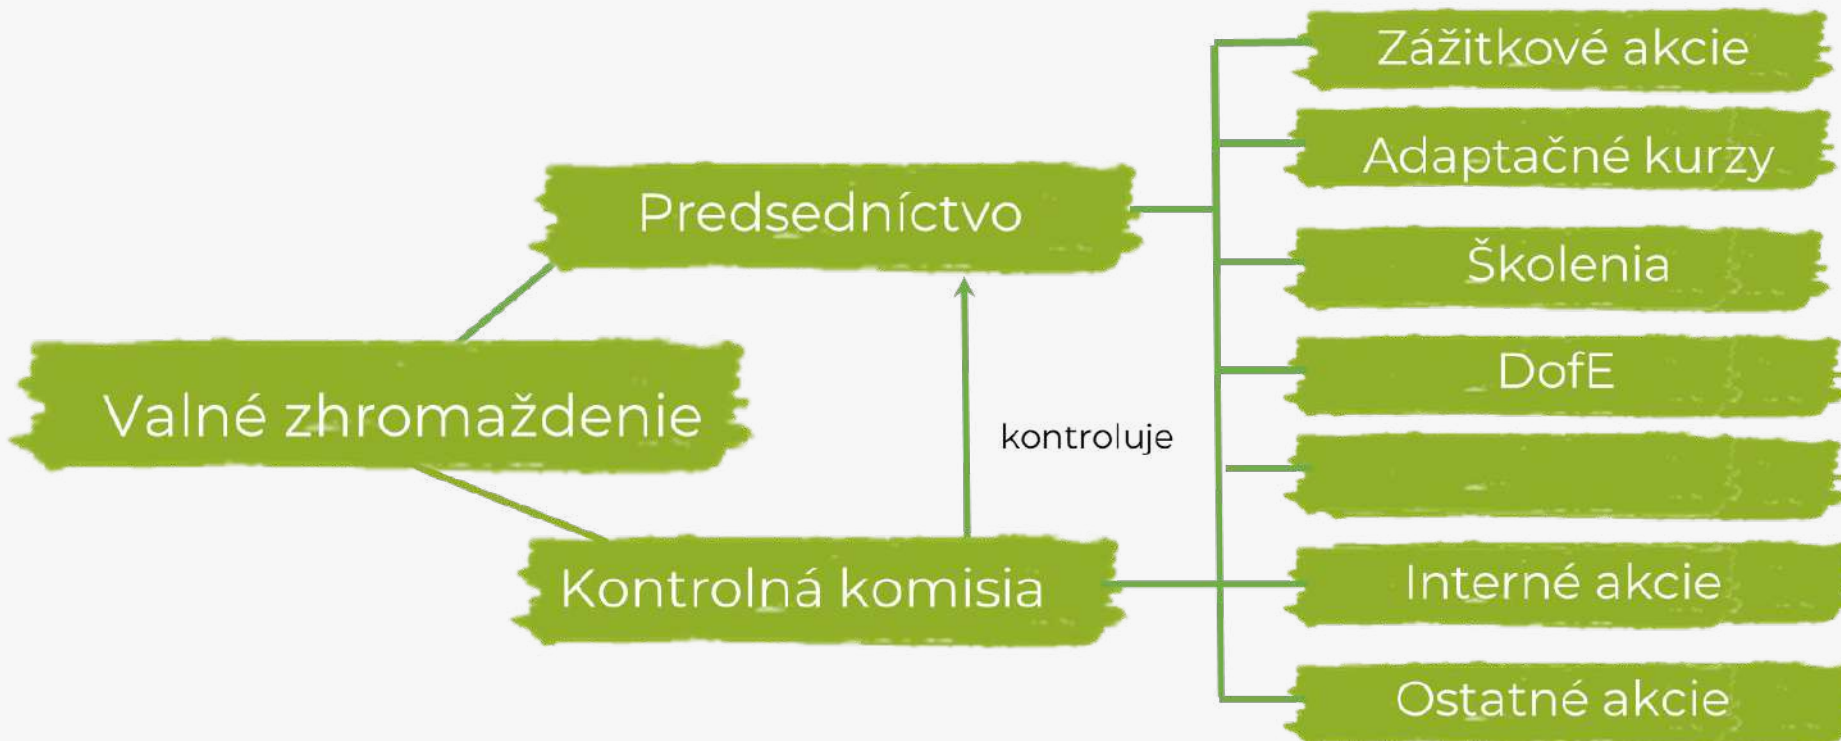 Zážitkové akcie
Adaptačné kurzy
Predsedníctvo
Školenia
DofE
Valné zhromaždenie
kontroluje
Kontrolná komisia
Interné akcie
Ostatné akcie